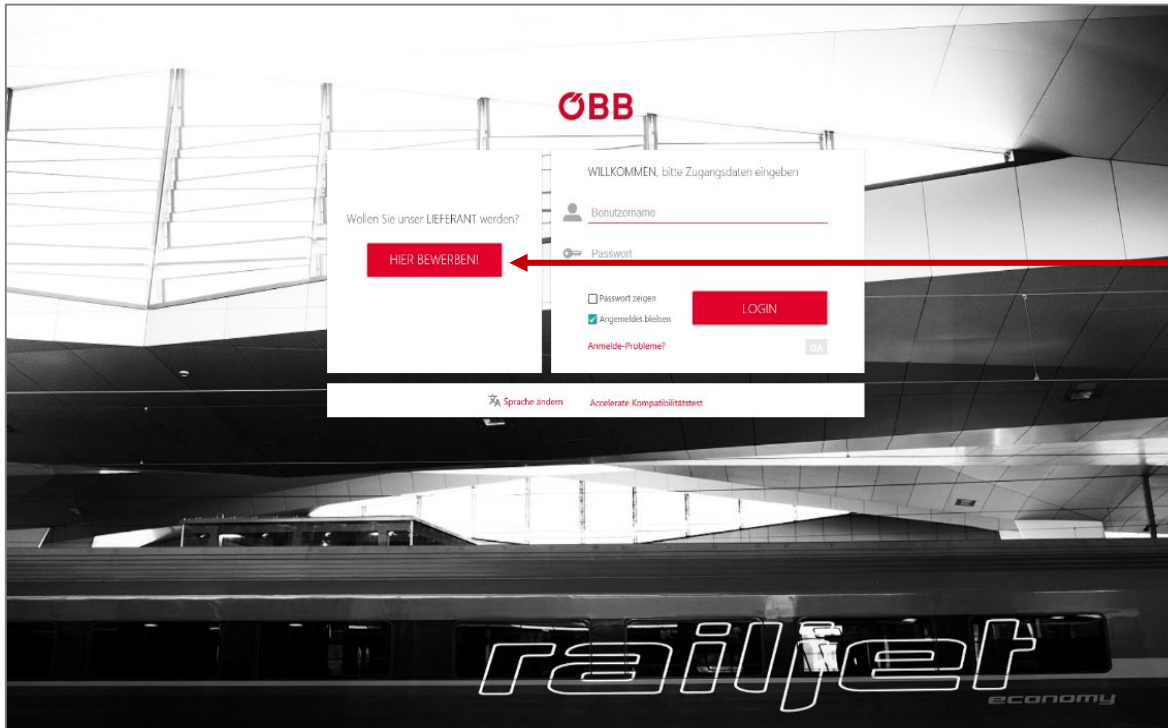 ÖBB
Wollen Sie unser LIEFERANT werden?
HIER BEWERBEN!
WILLKOMMEN, bitte Zugangsdaten eingeben
Benutzername
Passwort
Passwort zeigen
Angemeldet bleiben
LOGIN
Anmelde-Probleme?
QA
Sprache ändern
Accelerate Kompatibilitätstest
railjet
economy